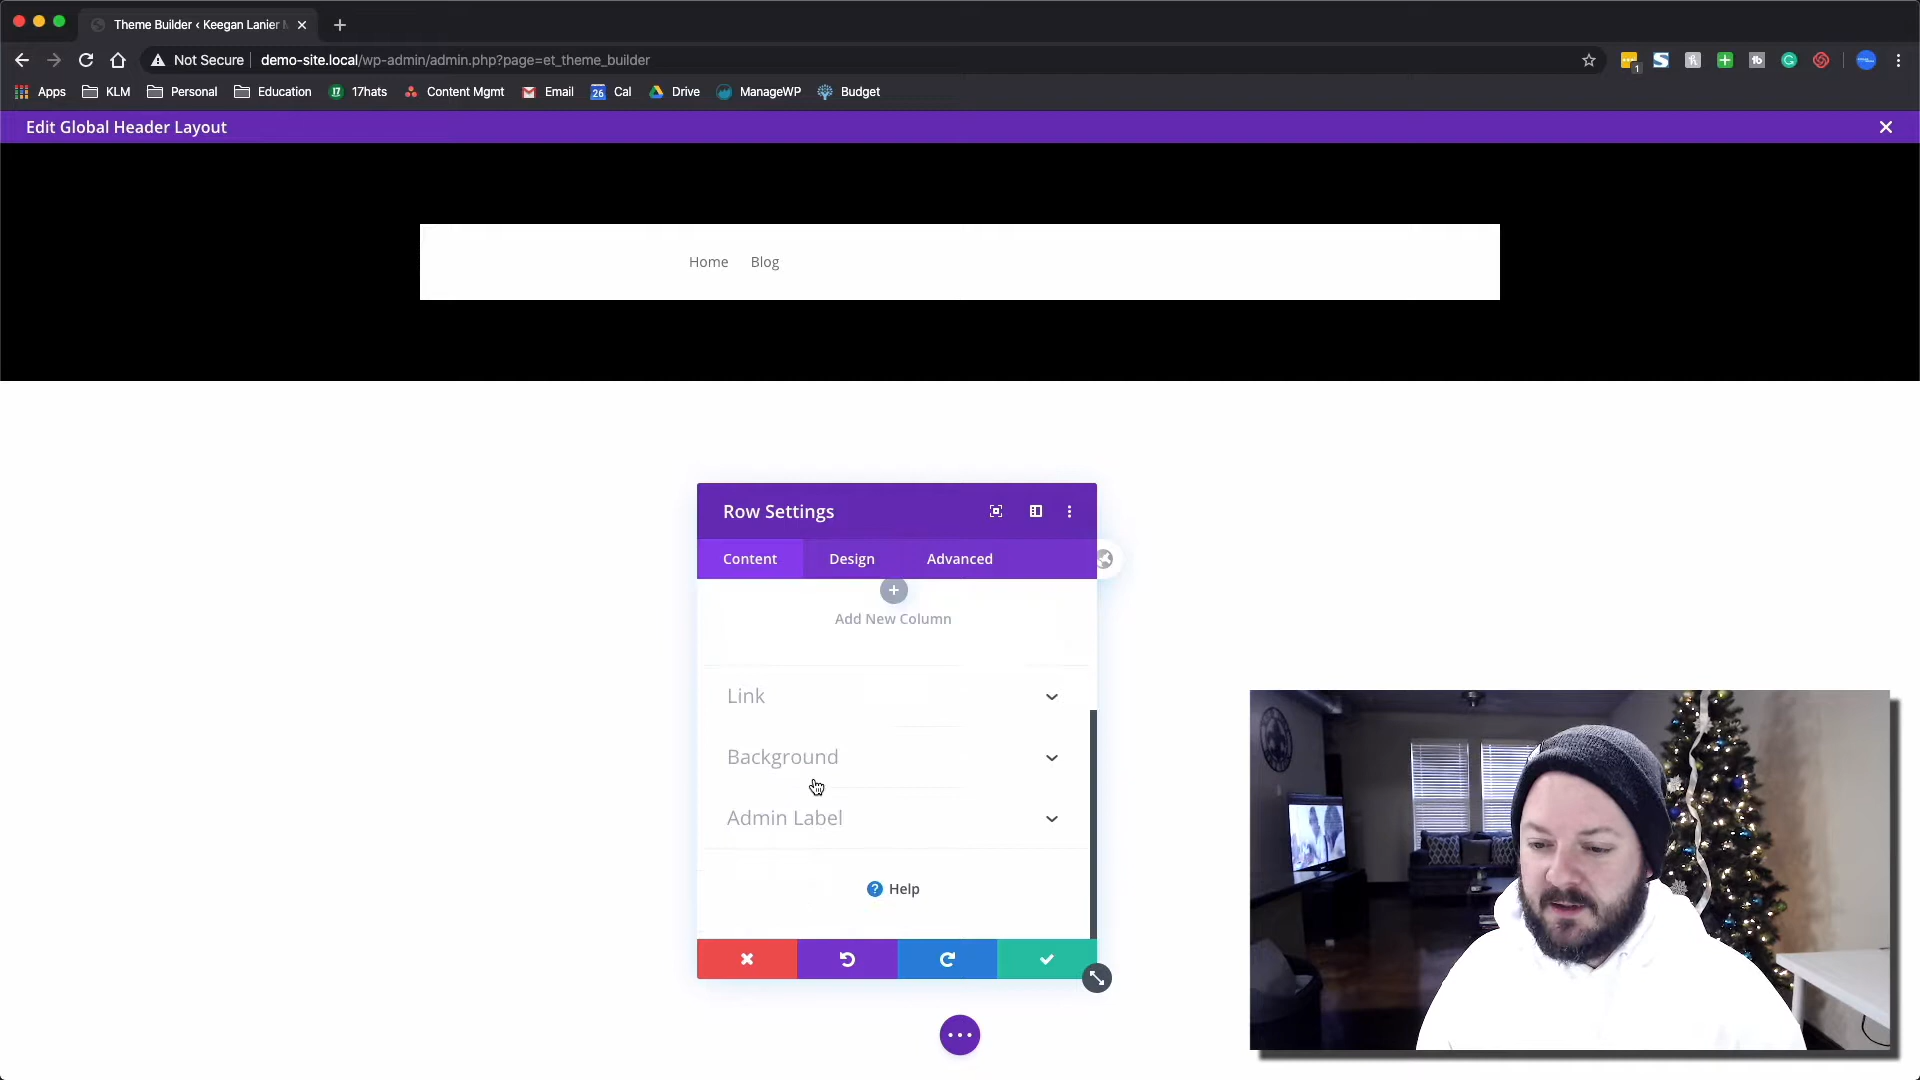 Theme Builder ‹ Keegan Lanier
Not Secure demo-site.local/wp-admin/admin.php?page=et_theme_builder
1
Apps KLM Personal Education 17 17hats Content Mgmt Email 26 Cal Drive ManageWP Budget
Edit Global Header Layout
Home Blog
Row Settings
Content Design Advanced
Add New Column
Link
Background
Admin Label
? Help